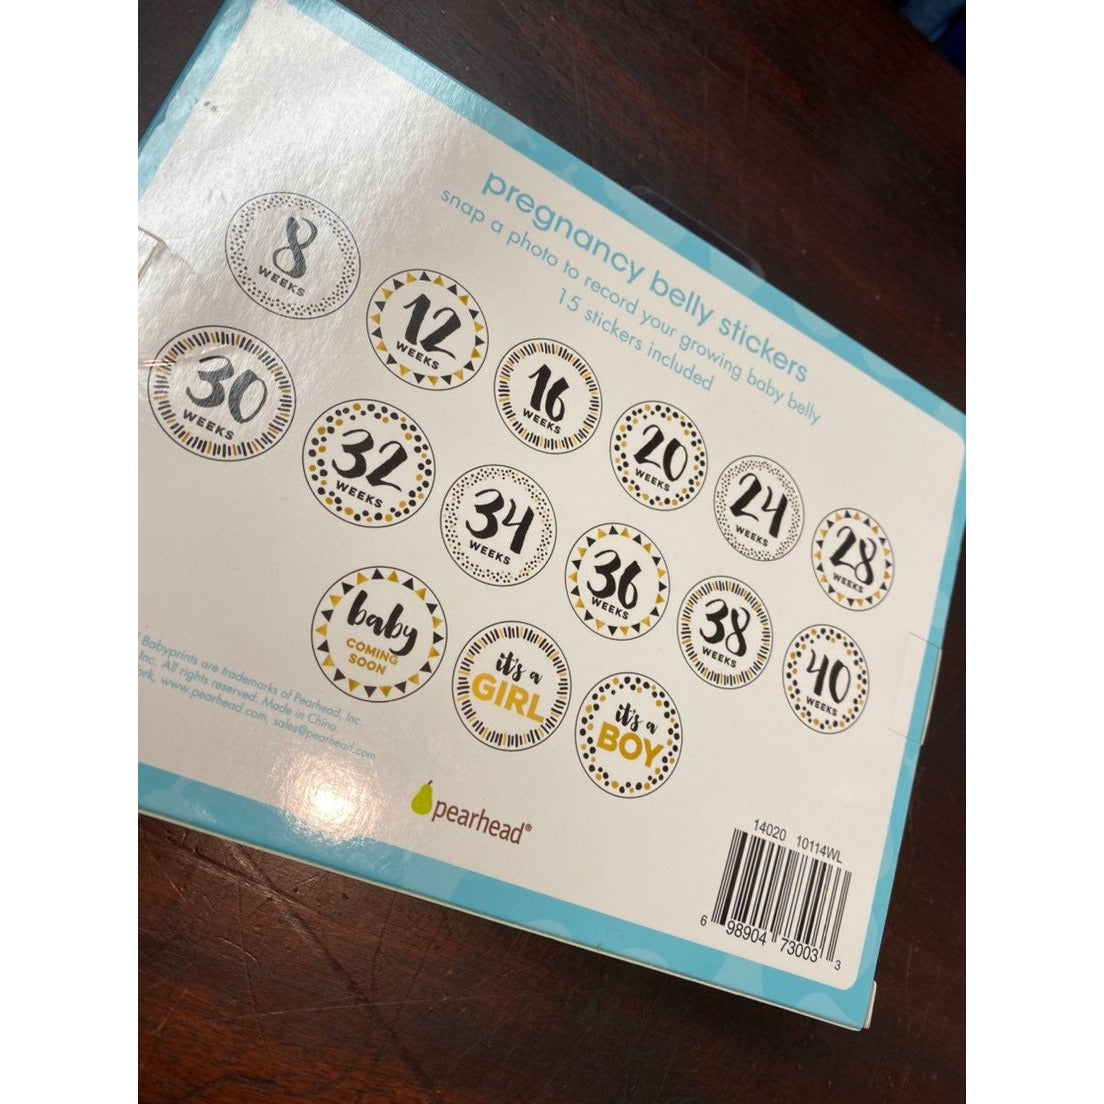 pregnancy belly stickers
snap a photo to record your growing baby belly
15 stickers included
8
WEEKS
12
WEEKS
16
WEEKS
20
WEEKS
24
WEEKS
28
WEEKS
30
WEEKS
32
WEEKS
34
WEEKS
36
WEEKS
38
WEEKS
40
WEEKS
baby
COMING
SOON
it's a
GIRL
it's a
BOY
Babyprints are trademarks of Pearhead, Inc.
Inc. All rights reserved. Made in China
www.pearhead.com, sales@pearhead.com
pearhead®
14020 10114WL
6 98904 73003 3